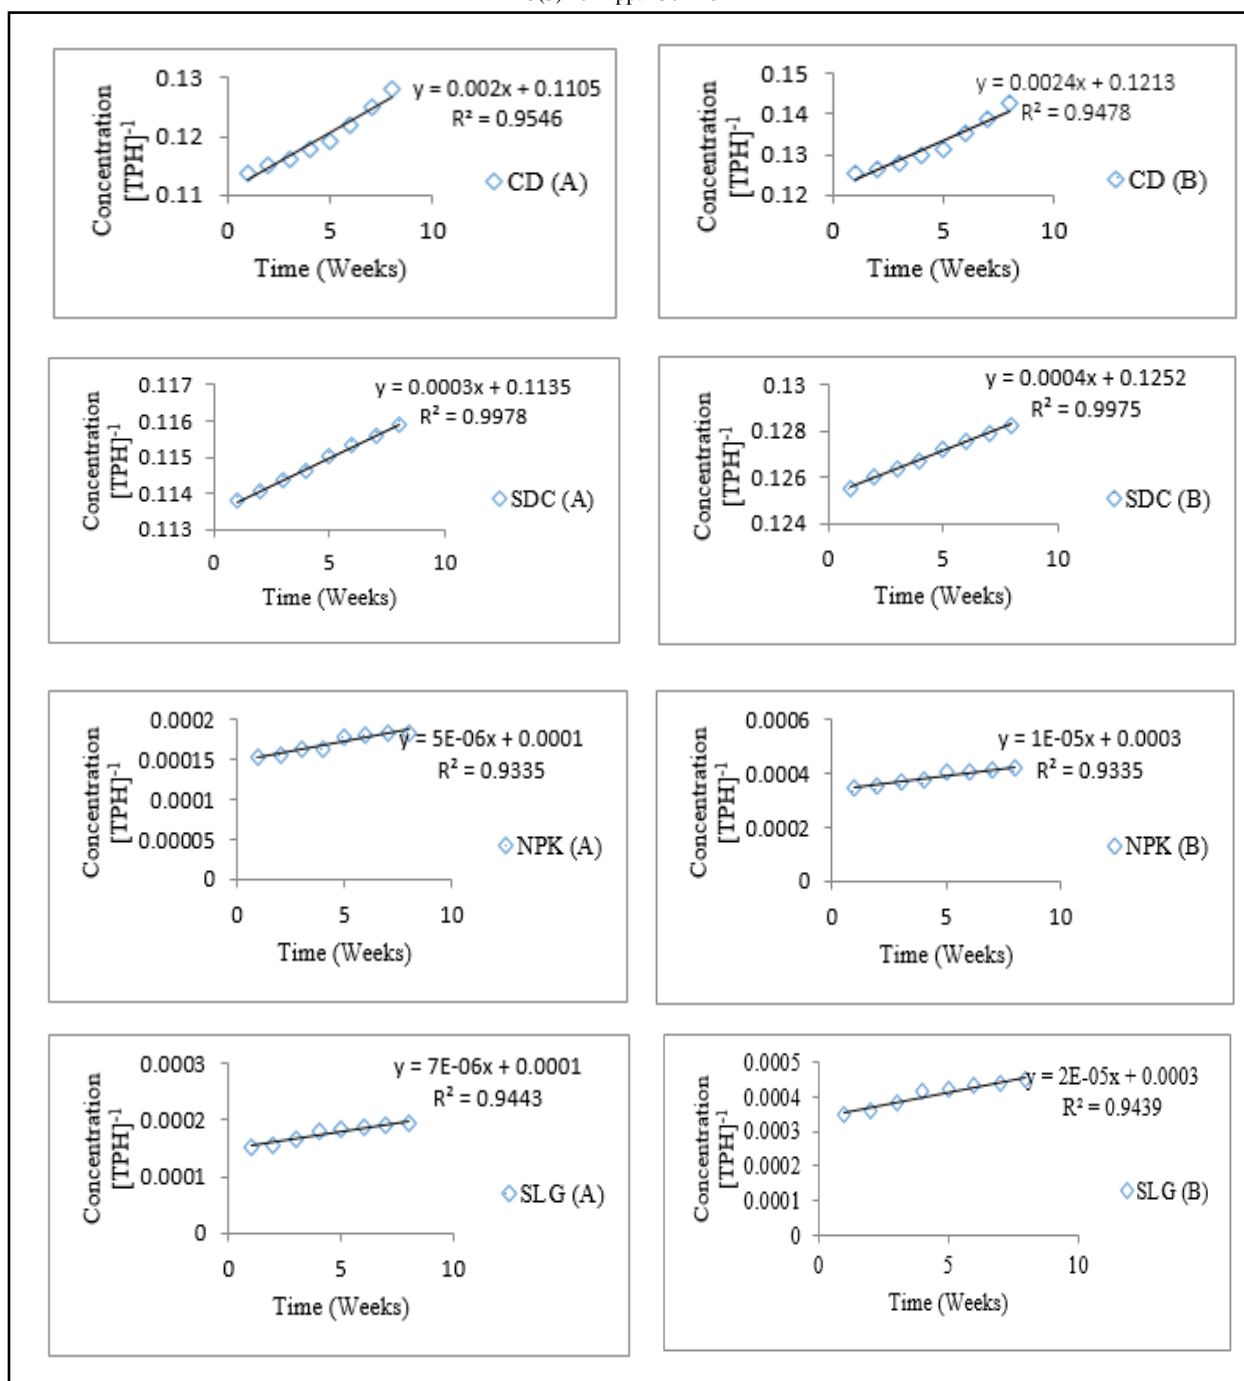 Concentration
[TPH]⁻¹
0.13
0.12
0.11
0
5
10
Time (Weeks)
y = 0.002x + 0.1105
R² = 0.9546
CD (A)
Concentration
[TPH]⁻¹
0.15
0.14
0.13
0.12
0
5
10
Time (Weeks)
y = 0.0024x + 0.1213
R² = 0.9478
CD (B)
Concentration
[TPH]⁻¹
0.117
0.116
0.115
0.114
0.113
0
5
10
Time (Weeks)
y = 0.0003x + 0.1135
R² = 0.9978
SDC (A)
Concentration
[TPH]⁻¹
0.13
0.128
0.126
0.124
0
5
10
Time (Weeks)
y = 0.0004x + 0.1252
R² = 0.9975
SDC (B)
Concentration
[TPH]⁻¹
0.0002
0.00015
0.0001
0.00005
0
0
5
10
Time (Weeks)
y = 5E-06x + 0.0001
R² = 0.9335
NPK (A)
Concentration
[TPH]⁻¹
0.0006
0.0004
0.0002
0
0
5
10
Time (Weeks)
y = 1E-05x + 0.0003
R² = 0.9335
NPK (B)
Concentration
[TPH]⁻¹
0.0003
0.0002
0.0001
0
0
5
10
Time (Weeks)
y = 7E-06x + 0.0001
R² = 0.9443
SLG (A)
Concentration
[TPH]⁻¹
0.0005
0.0004
0.0003
0.0002
0.0001
0
0
5
10
Time (Weeks)
y = 2E-05x + 0.0003
R² = 0.9439
SLG (B)